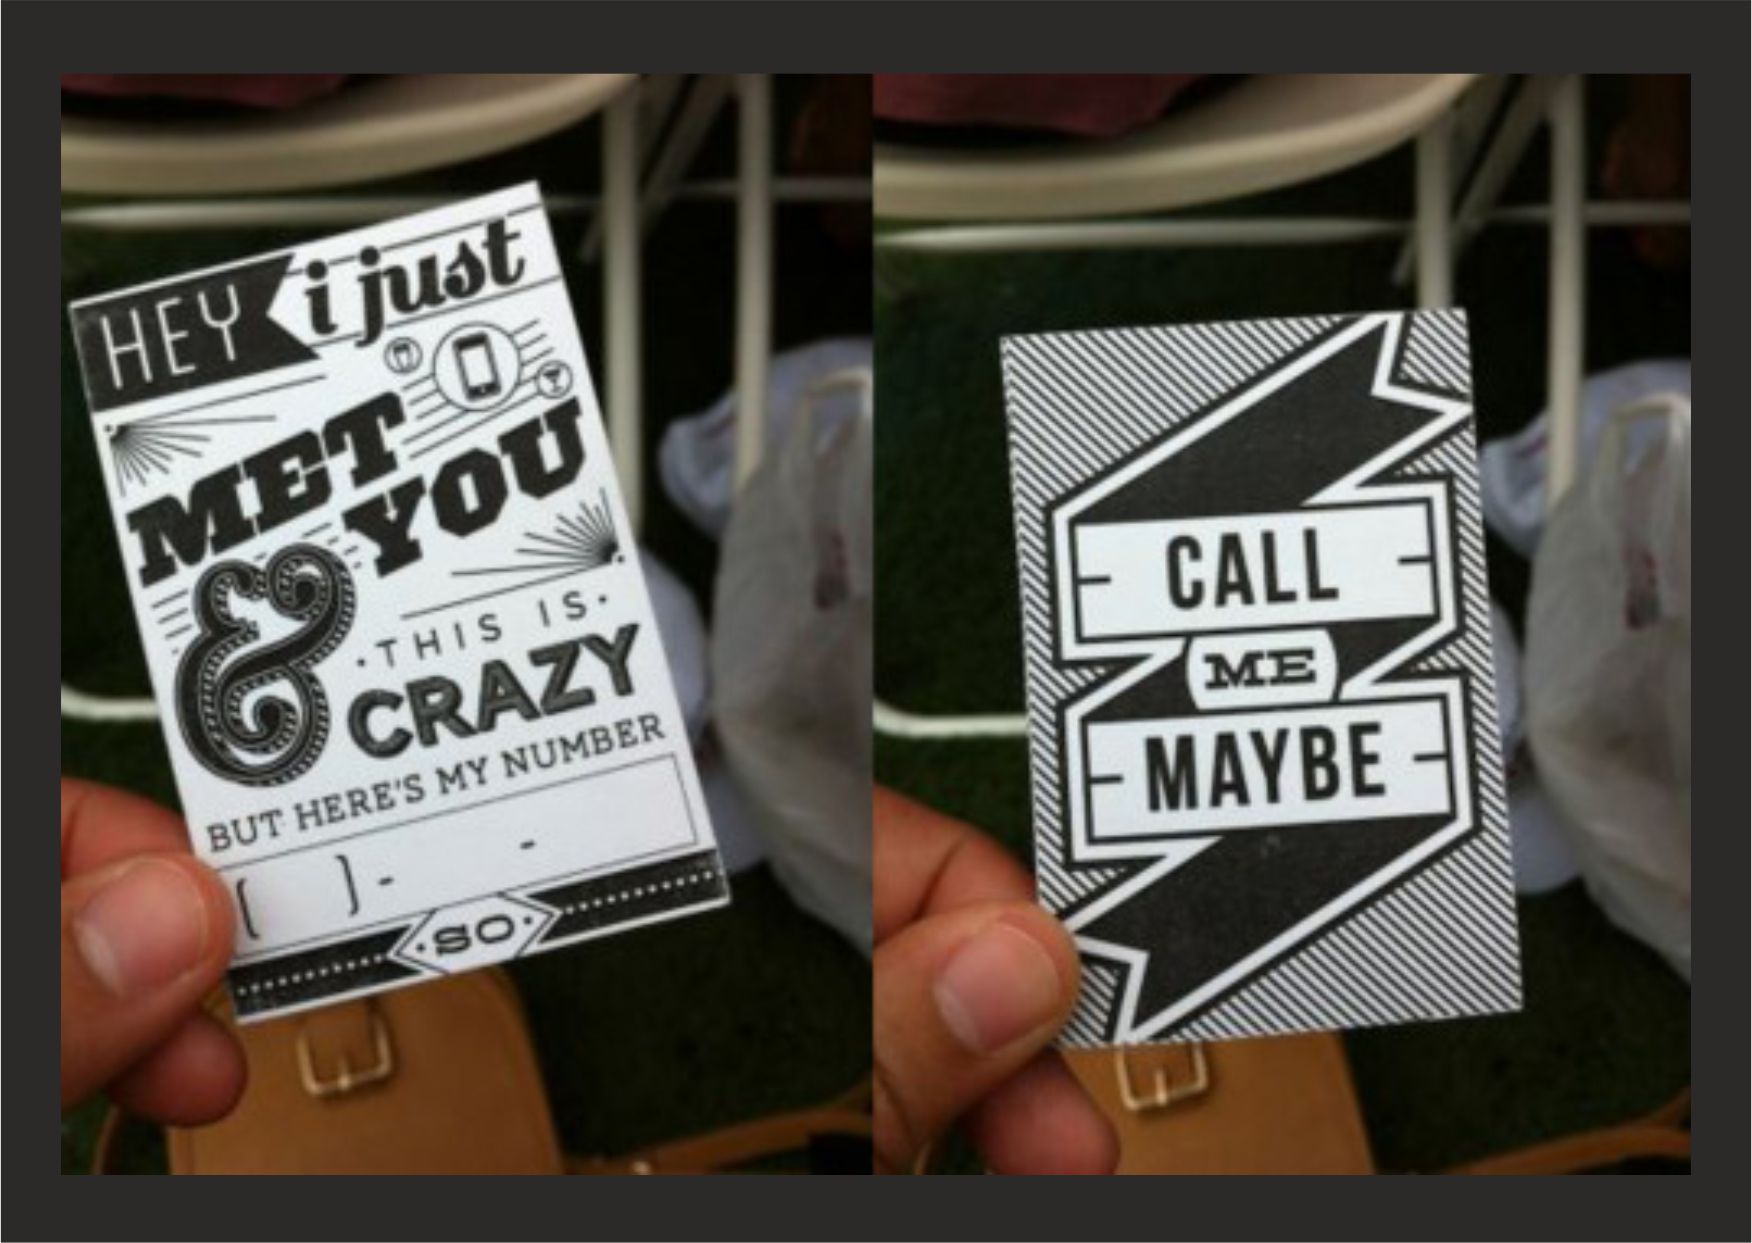 HEY i just
MET
YOU
&
·THIS IS·
CRAZY
BUT HERE'S MY NUMBER
( )- -
·SO·
CALL
ME
MAYBE